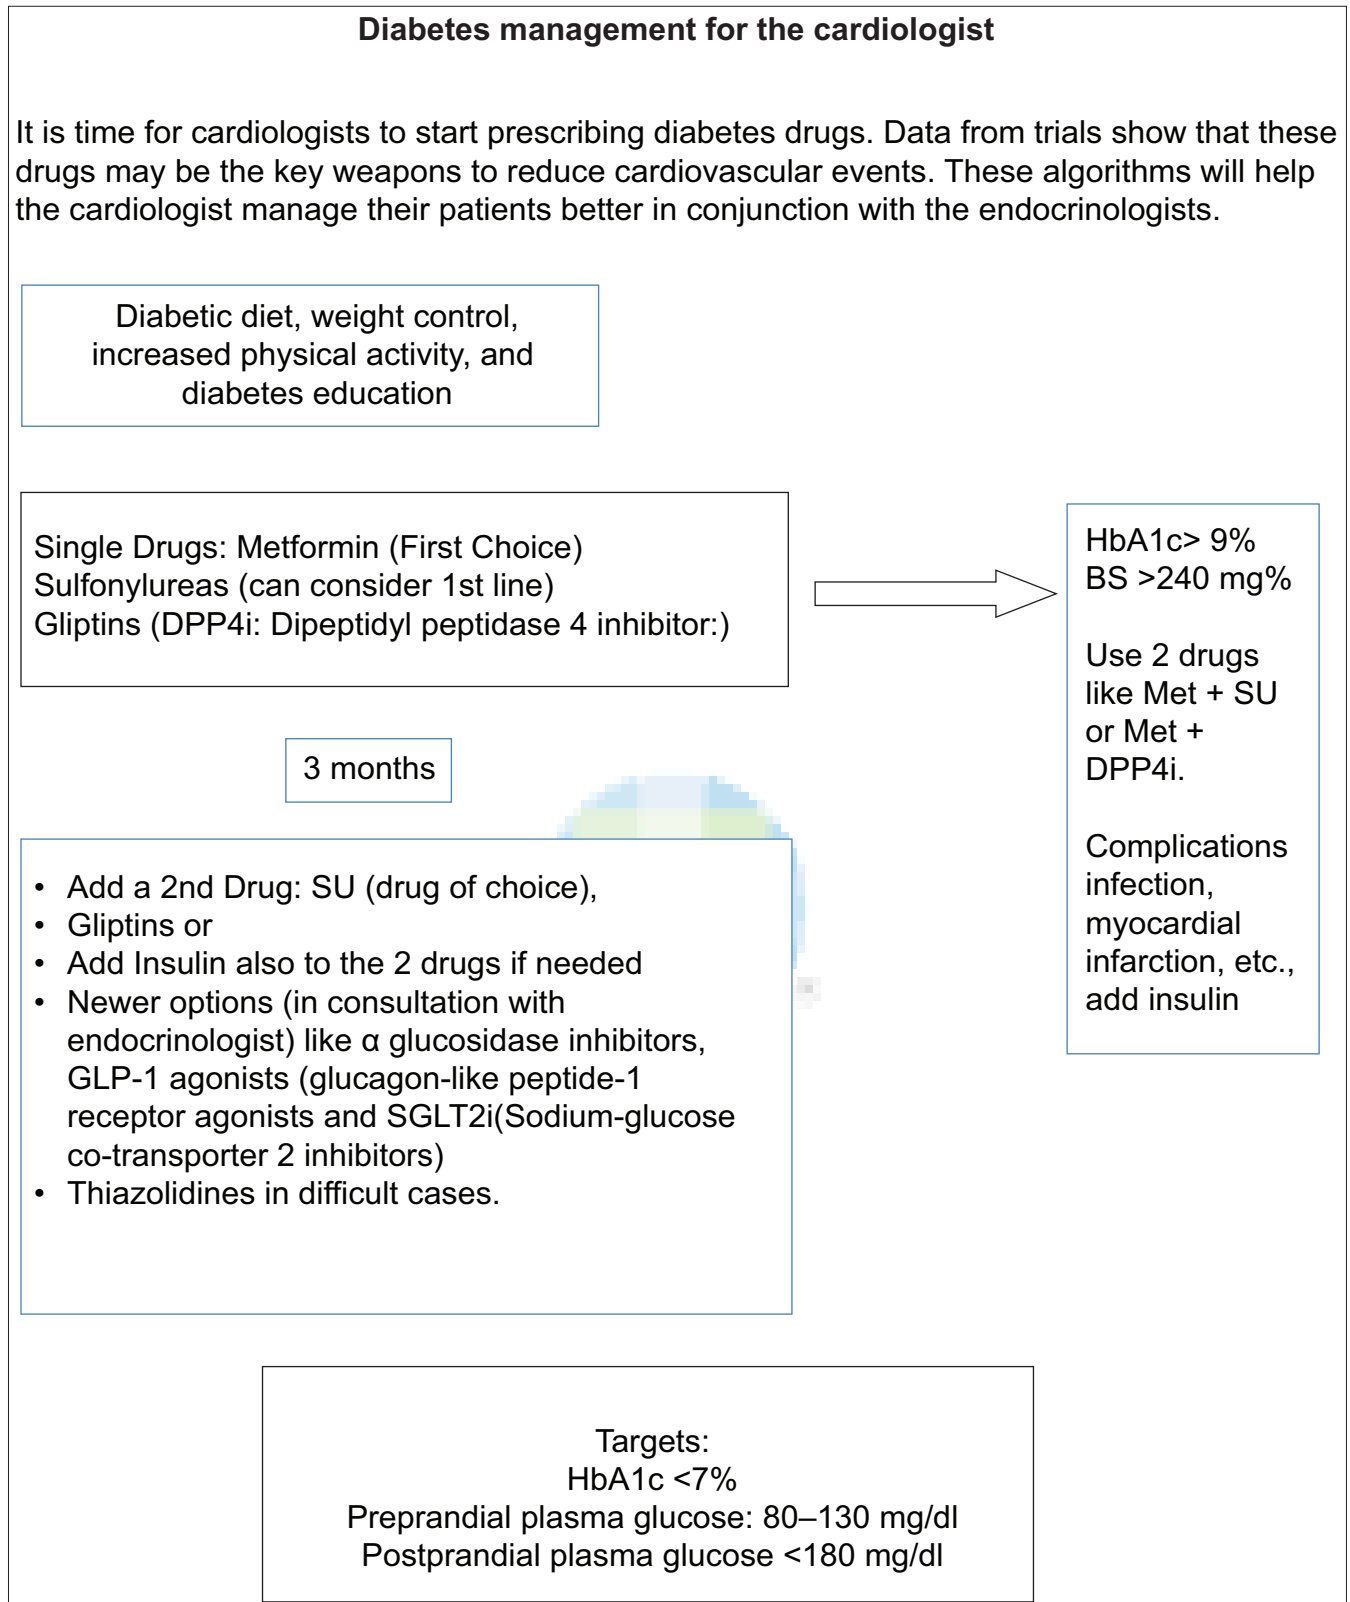 Diabetes management for the cardiologist
It is time for cardiologists to start prescribing diabetes drugs. Data from trials show that these
drugs may be the key weapons to reduce cardiovascular events. These algorithms will help
the cardiologist manage their patients better in conjunction with the endocrinologists.
Diabetic diet, weight control,
increased physical activity, and
diabetes education
Single Drugs: Metformin (First Choice)
Sulfonylureas (can consider 1st line)
Gliptins (DPP4i: Dipeptidyl peptidase 4 inhibitor:)
HbA1c> 9%
BS >240 mg%
Use 2 drugs
like Met + SU
or Met +
DPP4i.
Complications
infection,
myocardial
infarction, etc.,
add insulin
3 months
• Add a 2nd Drug: SU (drug of choice),
• Gliptins or
• Add Insulin also to the 2 drugs if needed
• Newer options (in consultation with
endocrinologist) like α glucosidase inhibitors,
GLP-1 agonists (glucagon-like peptide-1
receptor agonists and SGLT2i(Sodium-glucose
co-transporter 2 inhibitors)
• Thiazolidines in difficult cases.
Targets:
HbA1c <7%
Preprandial plasma glucose: 80–130 mg/dl
Postprandial plasma glucose <180 mg/dl